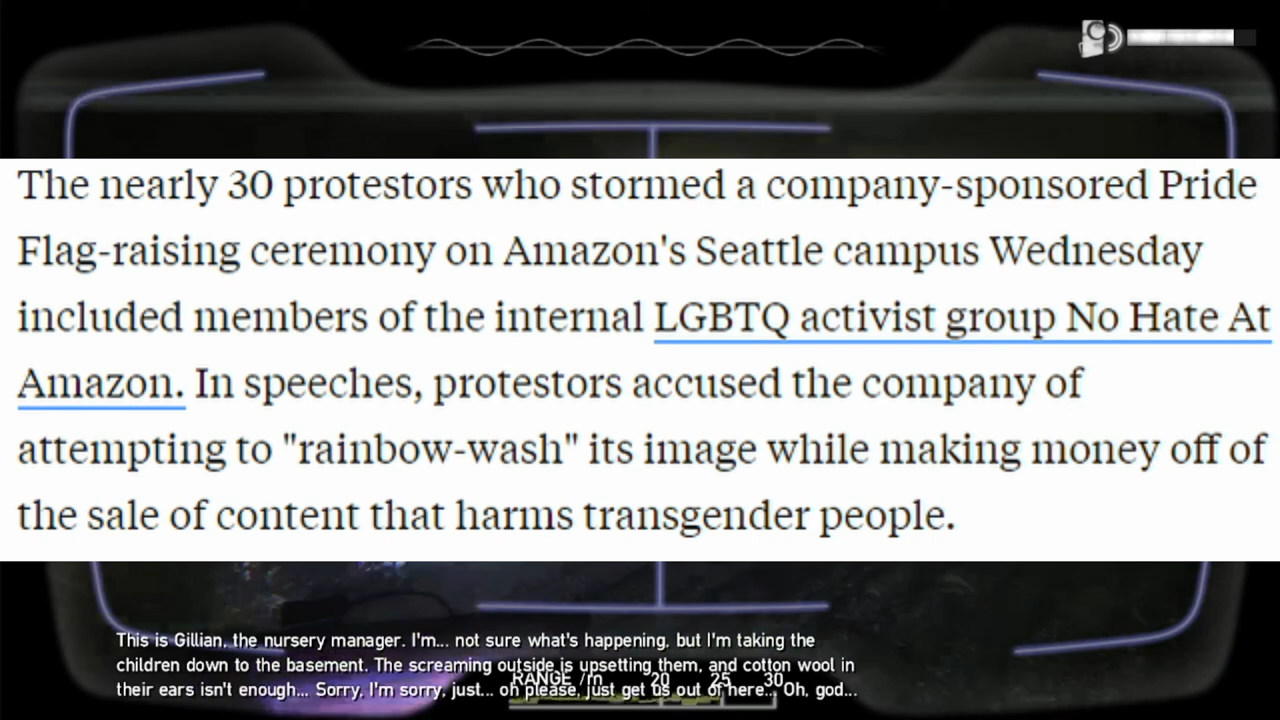 The nearly 30 protestors who stormed a company-sponsored Pride
Flag-raising ceremony on Amazon's Seattle campus Wednesday
included members of the internal LGBTQ activist group No Hate At
Amazon. In speeches, protestors accused the company of
attempting to "rainbow-wash" its image while making money off of
the sale of content that harms transgender people.
This is Gillian, the nursery manager. I'm... not sure what's happening, but I'm taking the
children down to the basement. The screaming outside is upsetting them, and cotton wool in
their ears isn't enough... Sorry, I'm sorry, just... oh please, just get us out of here... Oh, god...
RANGE /m 20 25 30